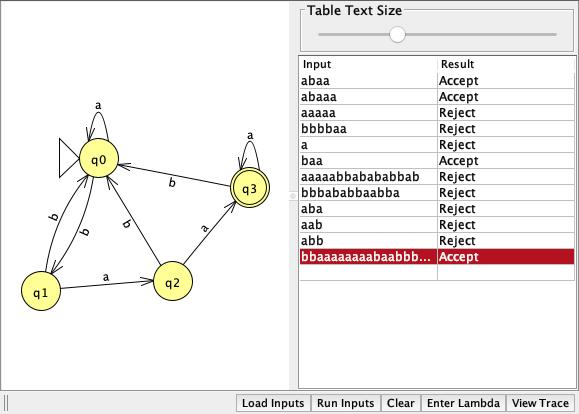 Table Text Size
Input Result
abaa Accept
abaaa Accept
aaaaa Reject
bbbbaa Reject
a Reject
baa Accept
aaaaabbabababbab Reject
bbbababbaabba Reject
aba Reject
aab Reject
abb Reject
bbaaaaaaaabaabbb... Accept
a
q0
a
q3
b
b
b
b
a
a
q2
q1
Load Inputs Run Inputs Clear Enter Lambda View Trace